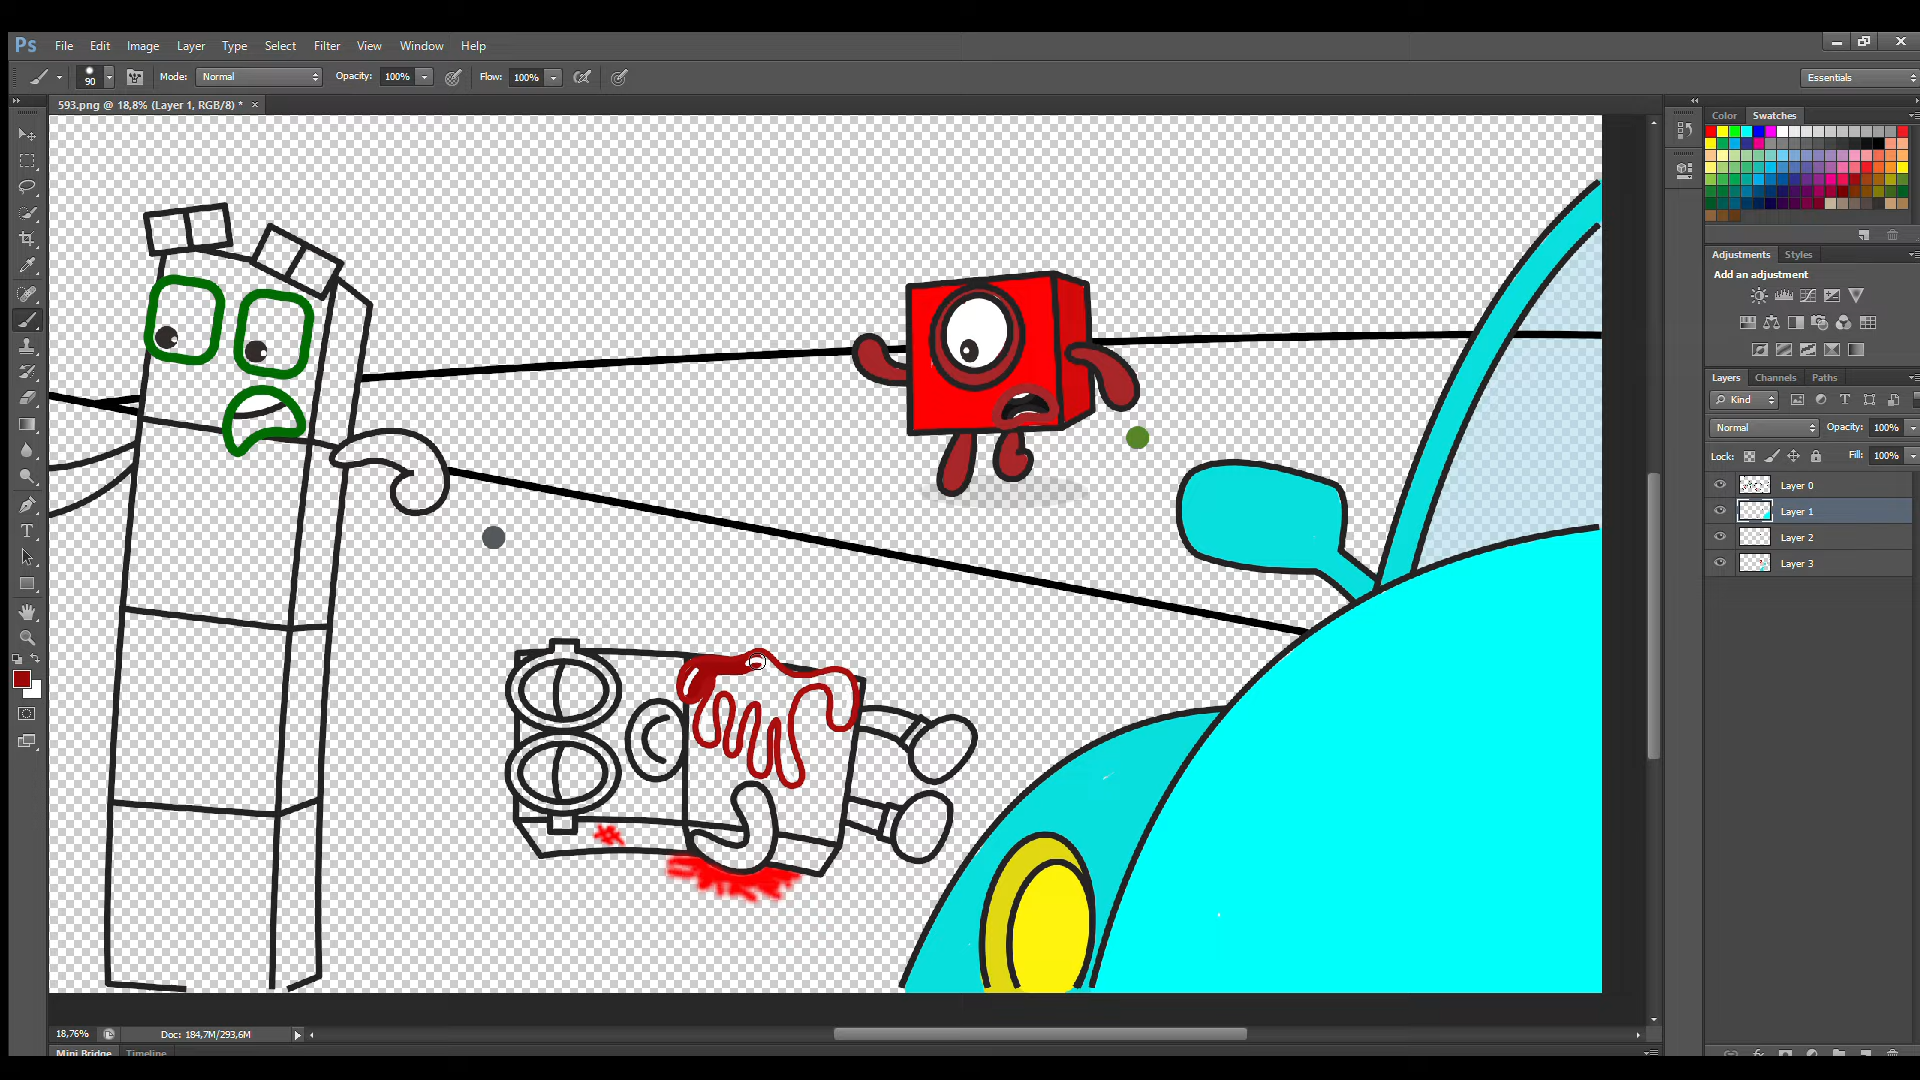 Ps File Edit Image Layer Type Select Filter View Window Help
90 Mode: Normal Opacity: 100% Flow: 100% Essentials
593.png @ 18,8% (Layer 1, RGB/8) * ×
Color Swatches
Adjustments Styles
Add an adjustment
Layers Channels Paths
Kind
Normal Opacity: 100%
Lock: Fill: 100%
Layer 0
Layer 1
Layer 2
Layer 3
18,76% Doc: 184,7M/293,6M
Mini Bridge Timeline